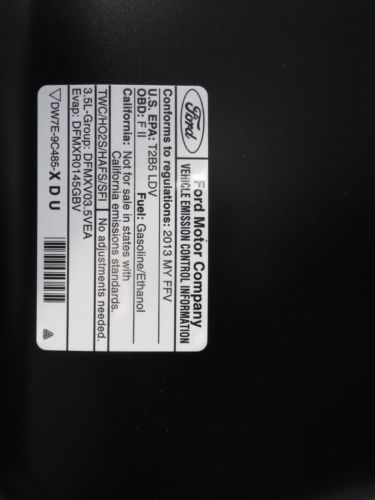 Ford
Ford Motor Company
VEHICLE EMISSION CONTROL INFORMATION
Conforms to regulations: 2013 MY FFV
U.S. EPA: T2B5 LDV
OBD: F II Fuel: Gasoline/Ethanol
California: Not for sale in states with
California emissions standards.
TWC/HO2S/HAFS/SFI No adjustments needed.
3.5L-Group: DFMXV03.5VEA
Evap: DFMXR0145GBV
DW7E-9C485-XDU